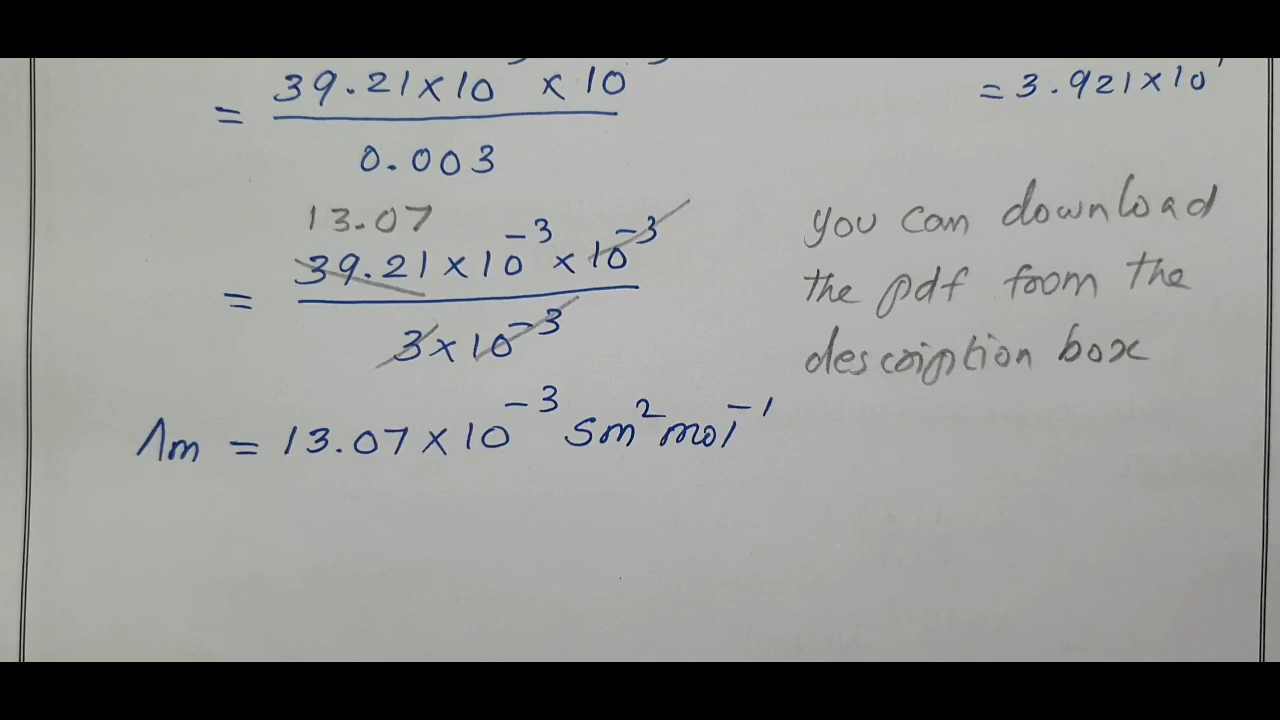 39.21×10 × 10
= 3.921×10¹
=
0.003
13.07
39.21×10⁻³×10⁻³
=
3×10⁻³
Λm = 13.07×10⁻³ Sm²mol⁻¹
you can download
the pdf from the
description box